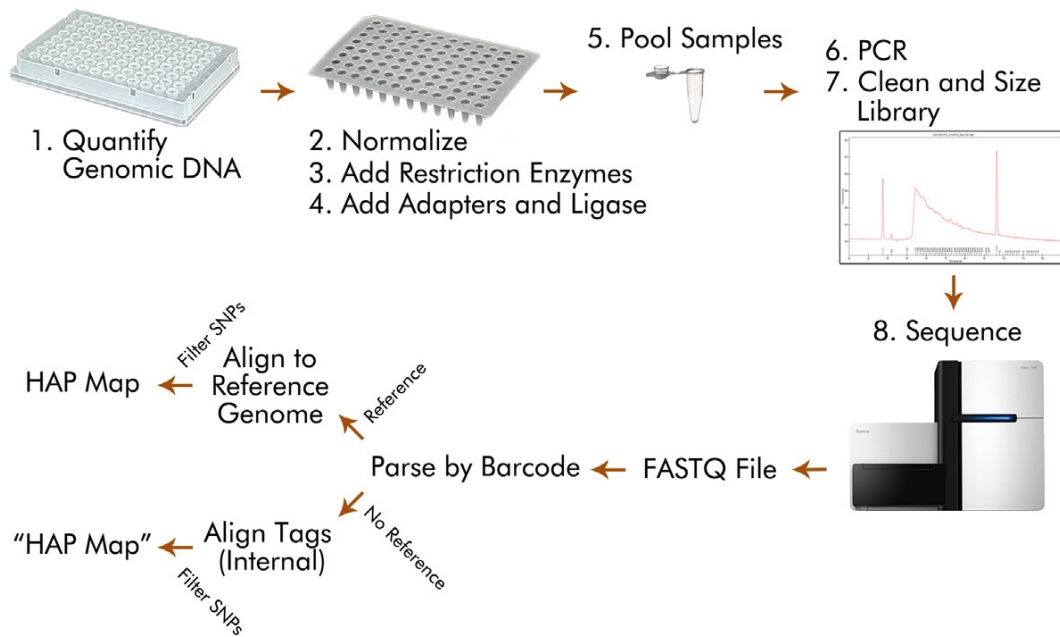 1. Quantify
Genomic DNA
2. Normalize
3. Add Restriction Enzymes
4. Add Adapters and Ligase
5. Pool Samples
6. PCR
7. Clean and Size
Library
8. Sequence
FASTQ File
Parse by Barcode
Reference
Align to
Reference
Genome
Filter SNPs
HAP Map
No Reference
Align Tags
(Internal)
Filter SNPs
“HAP Map”